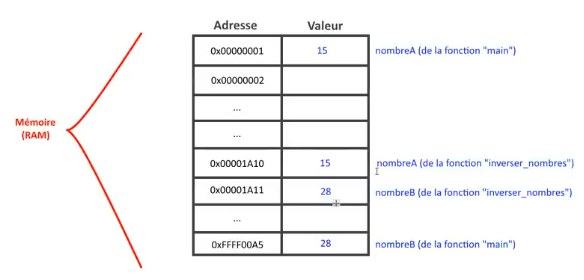 Adresse Valeur
0x00000001 15 nombreA (de la fonction "main")
0x00000002
...
...
Mémoire
(RAM)
0x00001A10 15 nombreA (de la fonction "inverser_nombres")
0x00001A11 28 nombreB (de la fonction "inverser_nombres")
...
0xFFFF00A5 28 nombreB (de la fonction "main")